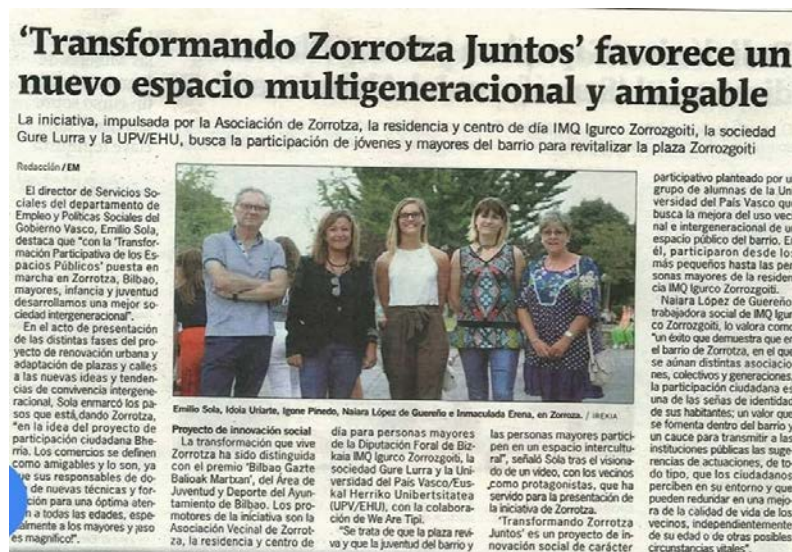 ‘Transformando Zorrotza Juntos’ favorece un
nuevo espacio multigeneracional y amigable
La iniciativa, impulsada por la Asociación de Zorrotza, la residencia y centro de día IMQ Igurco Zorrozgoiti, la sociedad
Gure Lurra y la UPV/EHU, busca la participación de jóvenes y mayores del barrio para revitalizar la plaza Zorrozgoiti
Redacción / EM
El director de Servicios So-
ciales del departamento de
Empleo y Políticas Sociales del
Gobierno Vasco, Emilio Sola,
destaca que "con la 'Transfor-
mación Participativa de los Es-
pacios Públicos' puesta en
marcha en Zorrotza, Bilbao,
mayores, infancia y juventud
desarrollamos una mejor so-
ciedad intergeneracional".
En el acto de presentación
de las distintas fases del pro-
yecto de renovación urbana y
adaptación de plazas y calles
a las nuevas ideas y tenden-
cias de convivencia intergene-
racional, Sola enmarcó los pa-
sos que está dando Zorrotza,
"en la idea del proyecto de
participación ciudadana Bhe-
rria. Los comercios se definen
como amigables y lo son, ya
que sus responsables de do-
de nuevas técnicas y for-
ción para una óptima aten-
n a todas las edades, espe-
almente a los mayores y ¡eso
es magnífico!".
Emilio Sola, Idoia Uriarte, Igone Pinedo, Naiara López de Guereño e Inmaculada Erena, en Zorroza. / IREKIA
Proyecto de innovación social
La transformación que vive
Zorrotza ha sido distinguida
con el premio 'Bilbao Gazte
Balioak Martxan', del Área de
Juventud y Deporte del Ayun-
tamiento de Bilbao. Los pro-
motores de la iniciativa son la
Asociación Vecinal de Zorrot-
za, la residencia y centro de
día para personas mayores
de la Diputación Foral de Biz-
kaia IMQ Igurco Zorrozgoiti, la
sociedad Gure Lurra y la Uni-
versidad del País Vasco/Eus-
kal Herriko Unibertsitatea
(UPV/EHU), con la colabora-
ción de We Are Tipi.
"Se trata de que la plaza revi-
va y que la juventud del barrio y
las personas mayores partici-
pen en un espacio intercultu-
ral", señaló Sola tras el visiona-
do de un vídeo, con los vecinos
como protagonistas, que ha
servido para la presentación de
la iniciativa de Zorrotza.
'Transformando Zorrotza
Juntos' es un proyecto de in-
novación social de carácter
participativo planteado por u
grupo de alumnas de la Un
versidad del País Vasco que
busca la mejora del uso veci
nal e intergeneracional de un
espacio público del barrio. En
él, participaron desde los
más pequeños hasta las per
sonas mayores de la residen
cia IMQ Igurco Zorrozgoiti.
Naiara López de Guereño,
trabajadora social de IMQ Igur
co Zorrozgoiti, lo valora como
"un éxito que demuestra que en
el barrio de Zorrotza, en el que
se aúnan distintas asociacio
nes, colectivos y generaciones,
la participación ciudadana es
una de las señas de identidad
de sus habitantes; un valor que
se fomenta dentro del barrio y
un cauce para transmitir a las
instituciones públicas las suge
rencias de actuaciones, de to
do tipo, que los ciudadanos
perciben en su entorno y que
pueden redundar en una mejo
ra de la calidad de vida de los
vecinos, independientemente
de su edad o de otras posibles
circunstancias vitales".